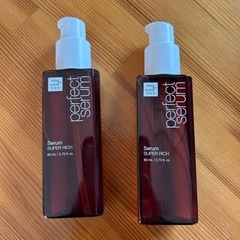 perfect
serum
Serum
SUPER RICH
80 mL / 2.70 fl. oz.
perfect
serum
Serum
SUPER RICH
80 mL / 2.70 fl. oz.